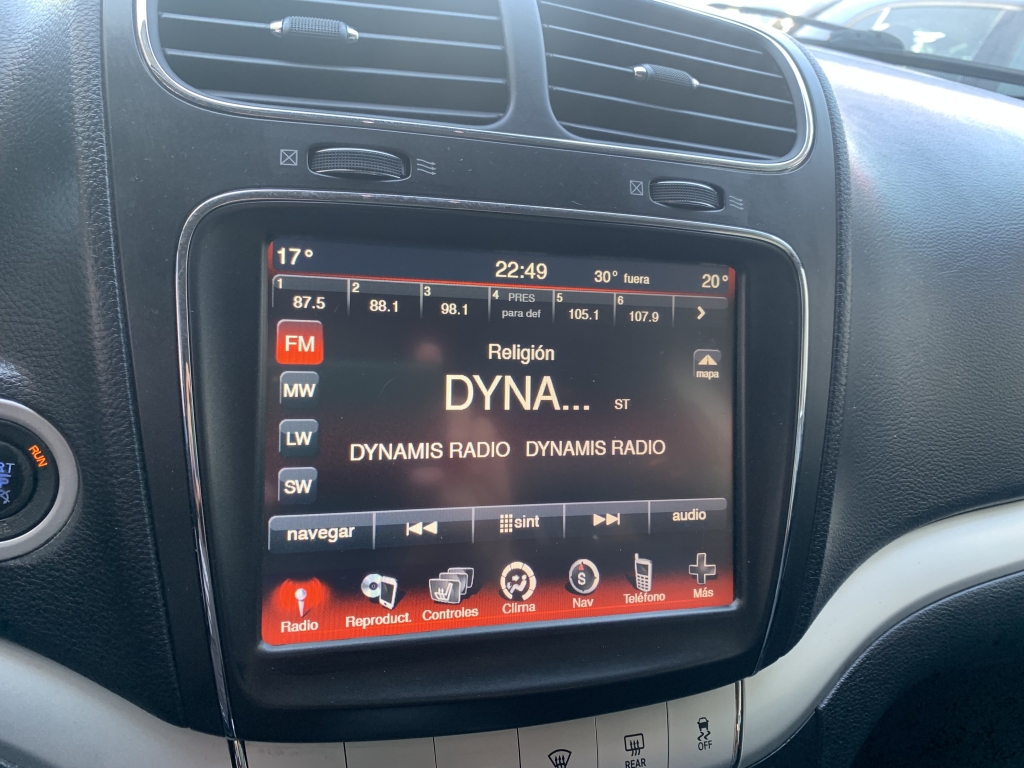 17° 22:49 30° fuera 20°
1 87.5 2 88.1 3 98.1 4 PRES para def 5 105.1 6 107.9 >
FM
Religión
mapa
MW
DYNA... ST
LW
DYNAMIS RADIO DYNAMIS RADIO
SW
navegar sint audio
Radio Reproduct. Controles Clima Nav Teléfono Más
S
RUN
REAR
OFF